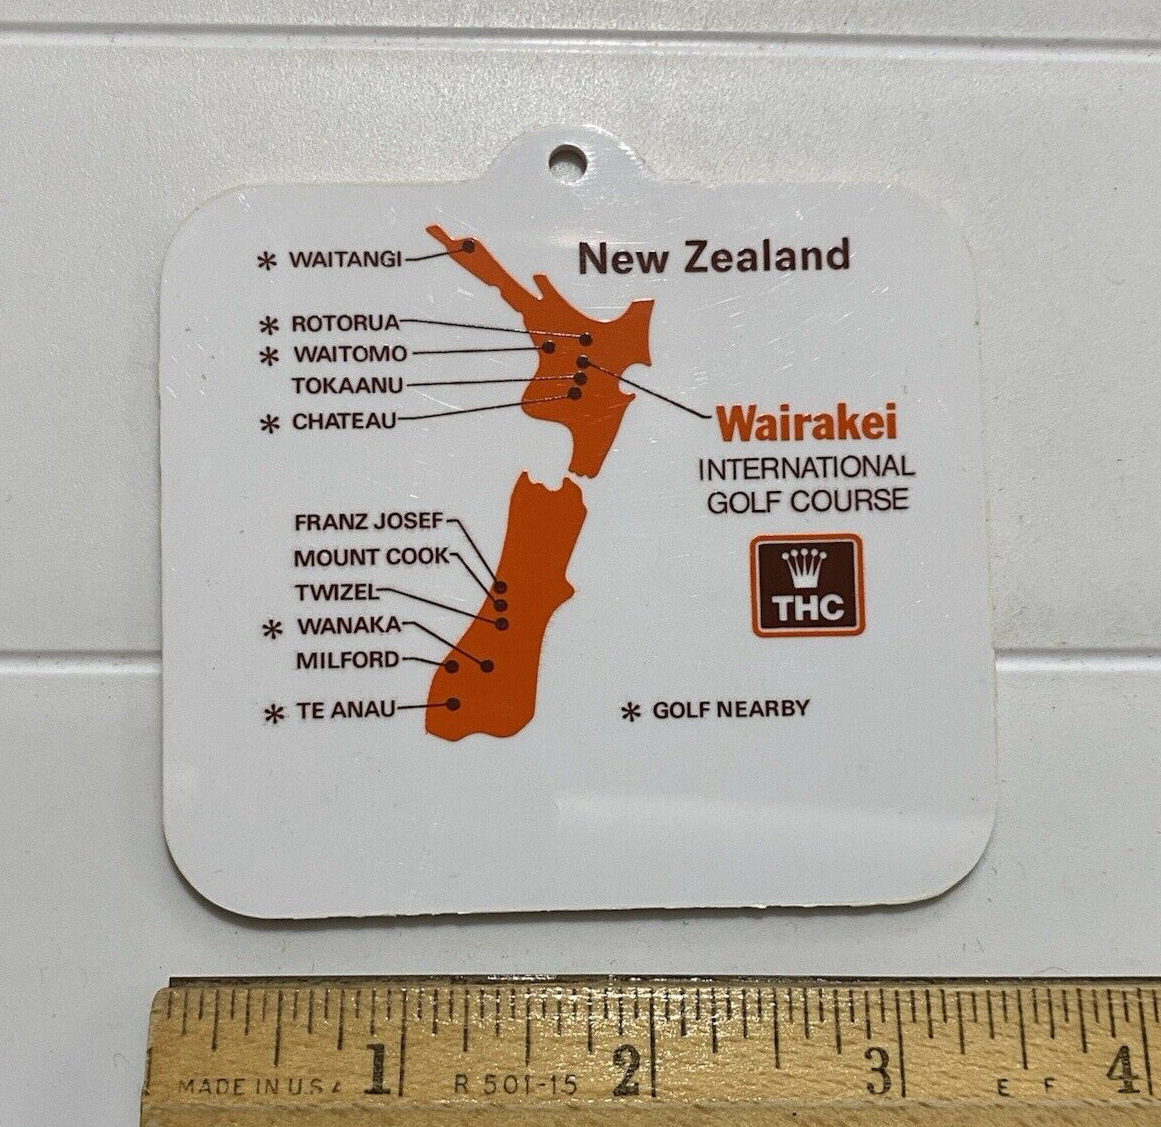 New Zealand
* WAITANGI
* ROTORUA
* WAITOMO
TOKAANU
* CHATEAU
Wairakei
INTERNATIONAL
GOLF COURSE
THC
FRANZ JOSEF
MOUNT COOK
TWIZEL
* WANAKA
MILFORD
* TE ANAU
* GOLF NEARBY
1 2 3 4
MADE IN U.S.A. R 501-15 E F